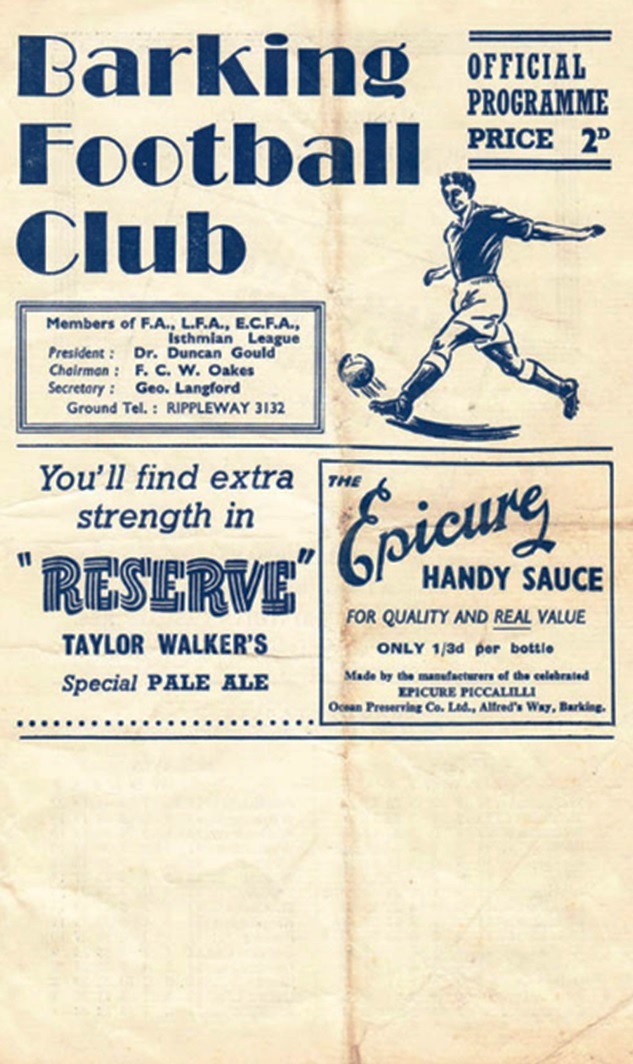 Barking
Football
Club
OFFICIAL
PROGRAMME
PRICE 2D
Members of F.A., L.F.A., E.C.F.A.,
Isthmian League
President : Dr. Duncan Gould
Chairman : F. C. W. Oakes
Secretary : Geo. Langford
Ground Tel. : RIPPLEWAY 3132
You'll find extra
strength in
"RESERVE"
TAYLOR WALKER'S
Special PALE ALE
THE
Epicure
HANDY SAUCE
FOR QUALITY AND REAL VALUE
ONLY 1/3d per bottle
Made by the manufacturers of the celebrated
EPICURE PICCALILLI
Ocean Preserving Co. Ltd., Alfred's Way, Barking.